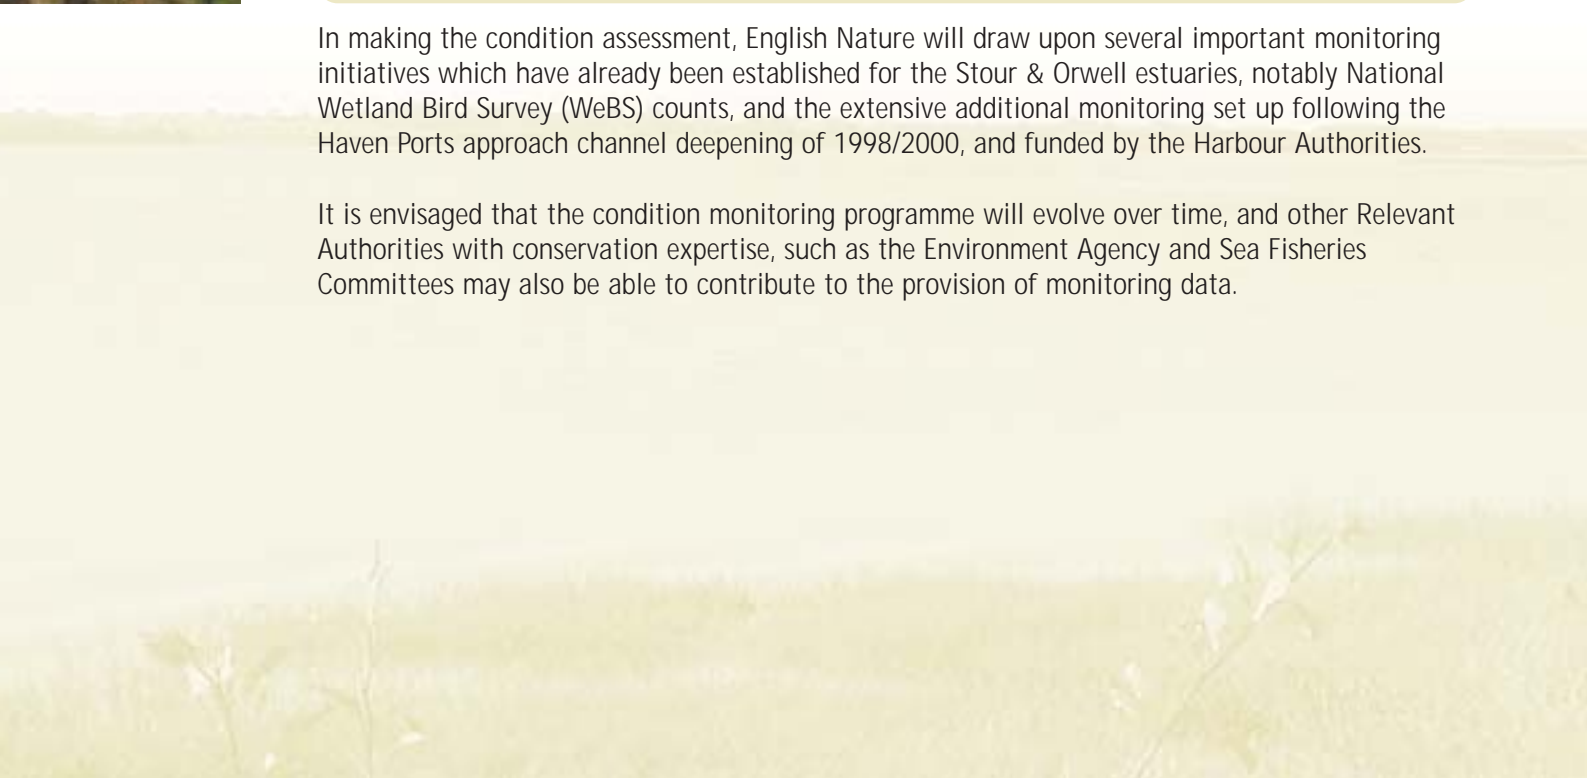 In making the condition assessment, English Nature will draw upon several important monitoring
initiatives which have already been established for the Stour & Orwell estuaries, notably National
Wetland Bird Survey (WeBS) counts, and the extensive additional monitoring set up following the
Haven Ports approach channel deepening of 1998/2000, and funded by the Harbour Authorities.
It is envisaged that the condition monitoring programme will evolve over time, and other Relevant
Authorities with conservation expertise, such as the Environment Agency and Sea Fisheries
Committees may also be able to contribute to the provision of monitoring data.